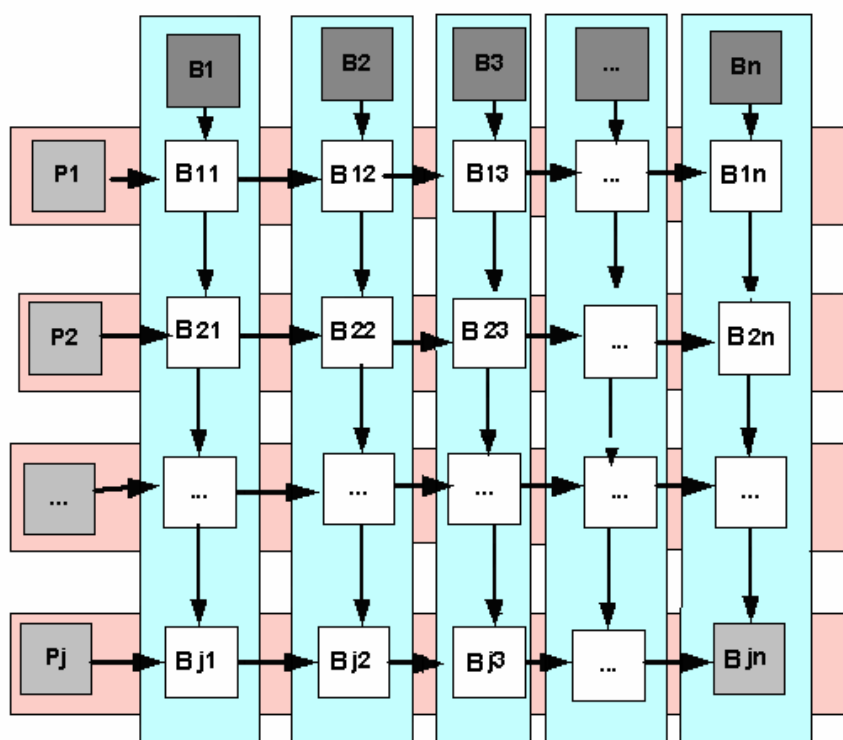 B1 B2 B3 ... Bn
P1 B11 B12 B13 ... B1n
P2 B21 B22 B23 ... B2n
... ... ... ... ... ...
Pj Bj1 Bj2 Bj3 ... Bjn